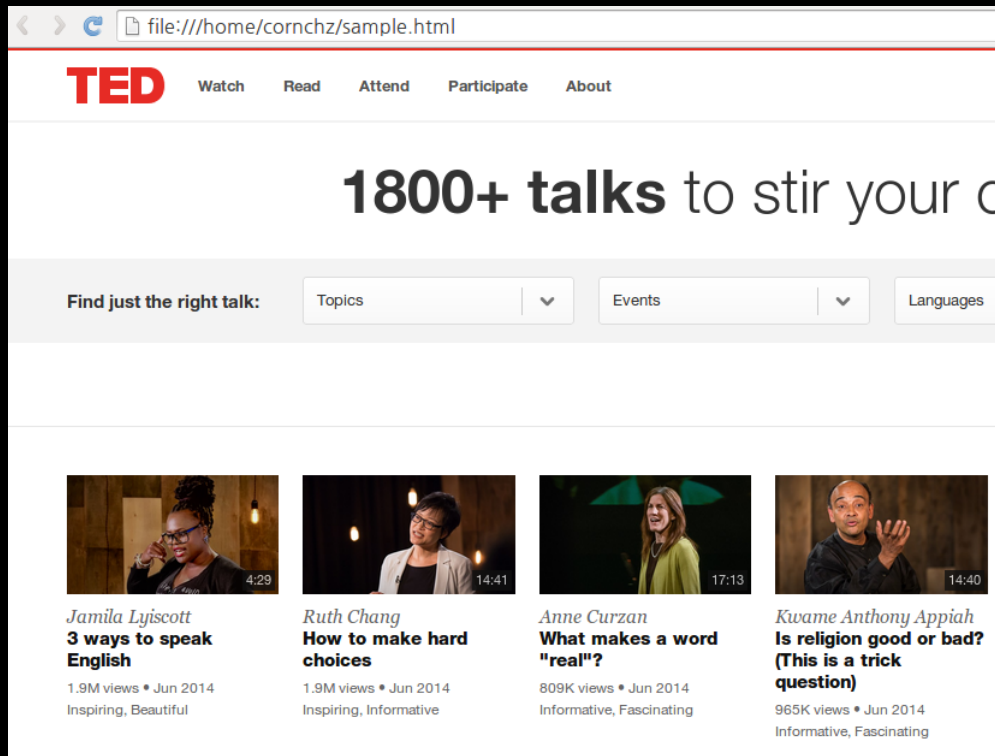 file:///home/cornchz/sample.html
TED Watch Read Attend Participate About
1800+ talks to stir your
Find just the right talk: Topics Events Languages
4:29 14:41 17:13 14:40
Jamila Lyiscott
3 ways to speak
English
1.9M views • Jun 2014
Inspiring, Beautiful
Ruth Chang
How to make hard
choices
1.9M views • Jun 2014
Inspiring, Informative
Anne Curzan
What makes a word
"real"?
809K views • Jun 2014
Informative, Fascinating
Kwame Anthony Appiah
Is religion good or bad?
(This is a trick
question)
965K views • Jun 2014
Informative, Fascinating